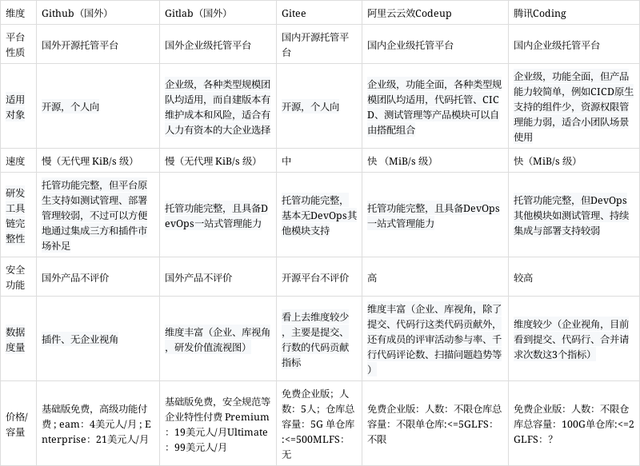 维度
Github（国外）
Gitlab（国外）
Gitee
阿里云云效Codeup
腾讯Coding
平台
性质
国外开源托管平台
国外企业级托管平台
国内开源托管平
台
国内企业级托管平台
国内企业级托管平台
适用
对象
开源，个人向
企业级，各种类型规模团
队均适用，而自建版本有
维护成本和风险，适合有
人力有资本的大企业选择
开源，个人向
企业级，功能全面，各种类型规
模团队均适用，代码托管、CIC
D、测试管理等产品模块可以自
由搭配组合
企业级，功能全面，但产品
能力较简单，例如CICD原生
支持的组件少，资源权限管
理能力弱，适合小团队场景
使用
速度
慢（无代理 KiB/s 级）
慢（无代理 KiB/s 级）
中
快 （MiB/s 级）
快（MiB/s 级）
研发
工具
链完
整性
托管功能完整，但平台原
生支持如测试管理、部署
管理较弱，不过可以方便
地通过集成三方和插件市
场补足
托管功能完整，且具备D
evOps一站式管理能力
托管功能完整，
基本无DevOps其
他模块支持
托管功能完整，且具备DevOps
一站式管理能力
托管功能完整，但DevOps
其他模块如测试管理、持续
集成与部署支持较弱
安全
功能
国外产品不评价
国外产品不评价
开源平台不评价
高
较高
数据
度量
插件、无企业视角
维度丰富（企业、库视角
，研发价值流视图）
看上去维度较少
，主要是提交、
行数的代码贡献
指标
维度丰富（企业、库视角，除了
提交、代码行这类代码贡献外，
还有成员的评审活动参与率、千
行代码评论数、扫描问题趋势等
）
维度较少（企业视角，目前
看到提交、代码行、合并请
求次数这3个指标）
价格/
容量
基础版免费，高级功能付
费；eam：4美元人/月；E
nterprise：21美元人/月
基础版免费，安全规范等
企业特性付费 Premium
：19美元人/月Ultimate
：99美元人/月
免费企业版；人
数：5人；仓库总
容量：5G 单仓库
:<=500MLFS：
无
免费企业版：人数：不限仓库总
容量：不限单仓库:<=5GLFS：
不限
免费企业版：人数：不限仓
库总容量：100G单仓库:<=2
GLFS：？